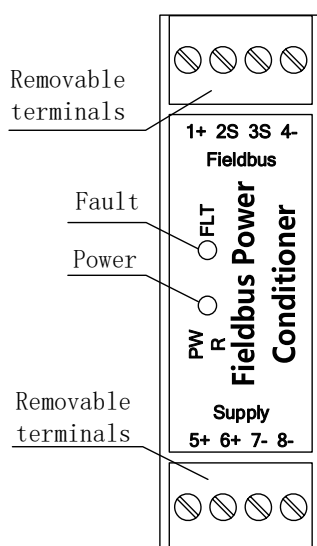 Removable
terminals
1+ 2S 3S 4-
Fieldbus
Fault
FLT
Power
PW
R
Fieldbus Power
Conditioner
Removable
terminals
Supply
5+ 6+ 7- 8-